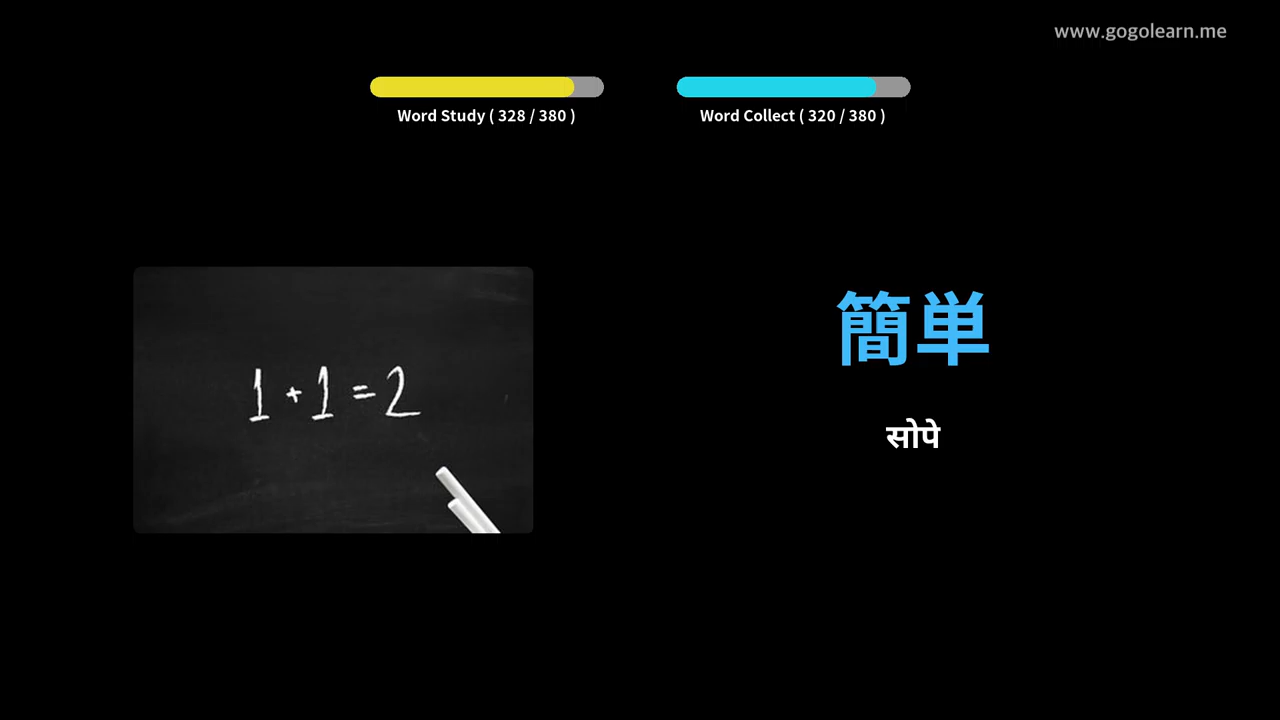 www.gogolearn.me
Word Study ( 328 / 380 )
Word Collect ( 320 / 380 )
1 + 1 = 2
簡単
सोपे